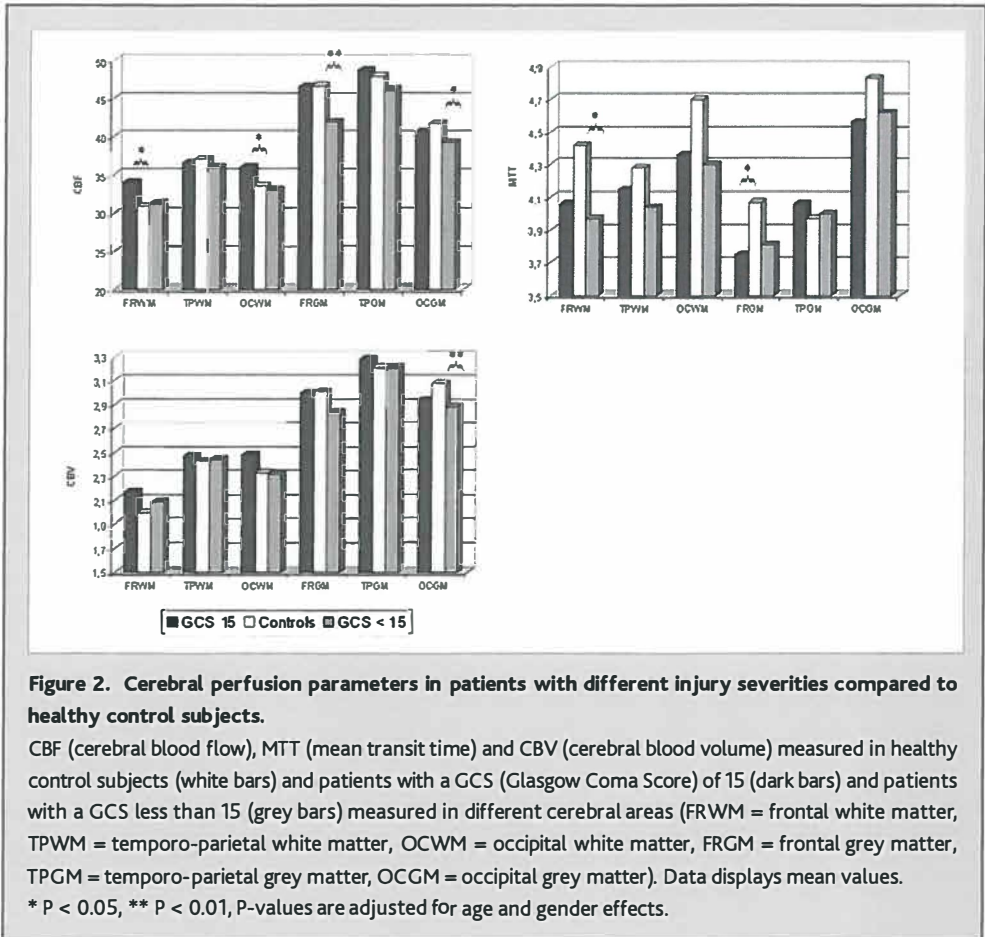 **
50
45
40
35
30
25
20
CBF
*
*
*
FRWM TPWM OCWM FRGM TPGM OCGM
4,9
4,7
4,5
4,3
4,1
3,9
3,7
3,5
MTT
*
*
FRWM TPWM OCWM FRGM TPGM OCGM
3,3
3,1
2,9
2,7
2,5
2,3
2,1
1,9
1,7
1,5
CBV
**
FRWM TPWM OCWM FRGM TPGM OCGM
GCS 15 Controls GCS < 15
Figure 2. Cerebral perfusion parameters in patients with different injury severities compared to
healthy control subjects.
CBF (cerebral blood flow), MTT (mean transit time) and CBV (cerebral blood volume) measured in healthy
control subjects (white bars) and patients with a GCS (Glasgow Coma Score) of 15 (dark bars) and patients
with a GCS less than 15 (grey bars) measured in different cerebral areas (FRWM = frontal white matter,
TPWM = temporo-parietal white matter, OCWM = occipital white matter, FRGM = frontal grey matter,
TPGM = temporo-parietal grey matter, OCGM = occipital grey matter). Data displays mean values.
* P < 0.05, ** P < 0.01, P-values are adjusted for age and gender effects.